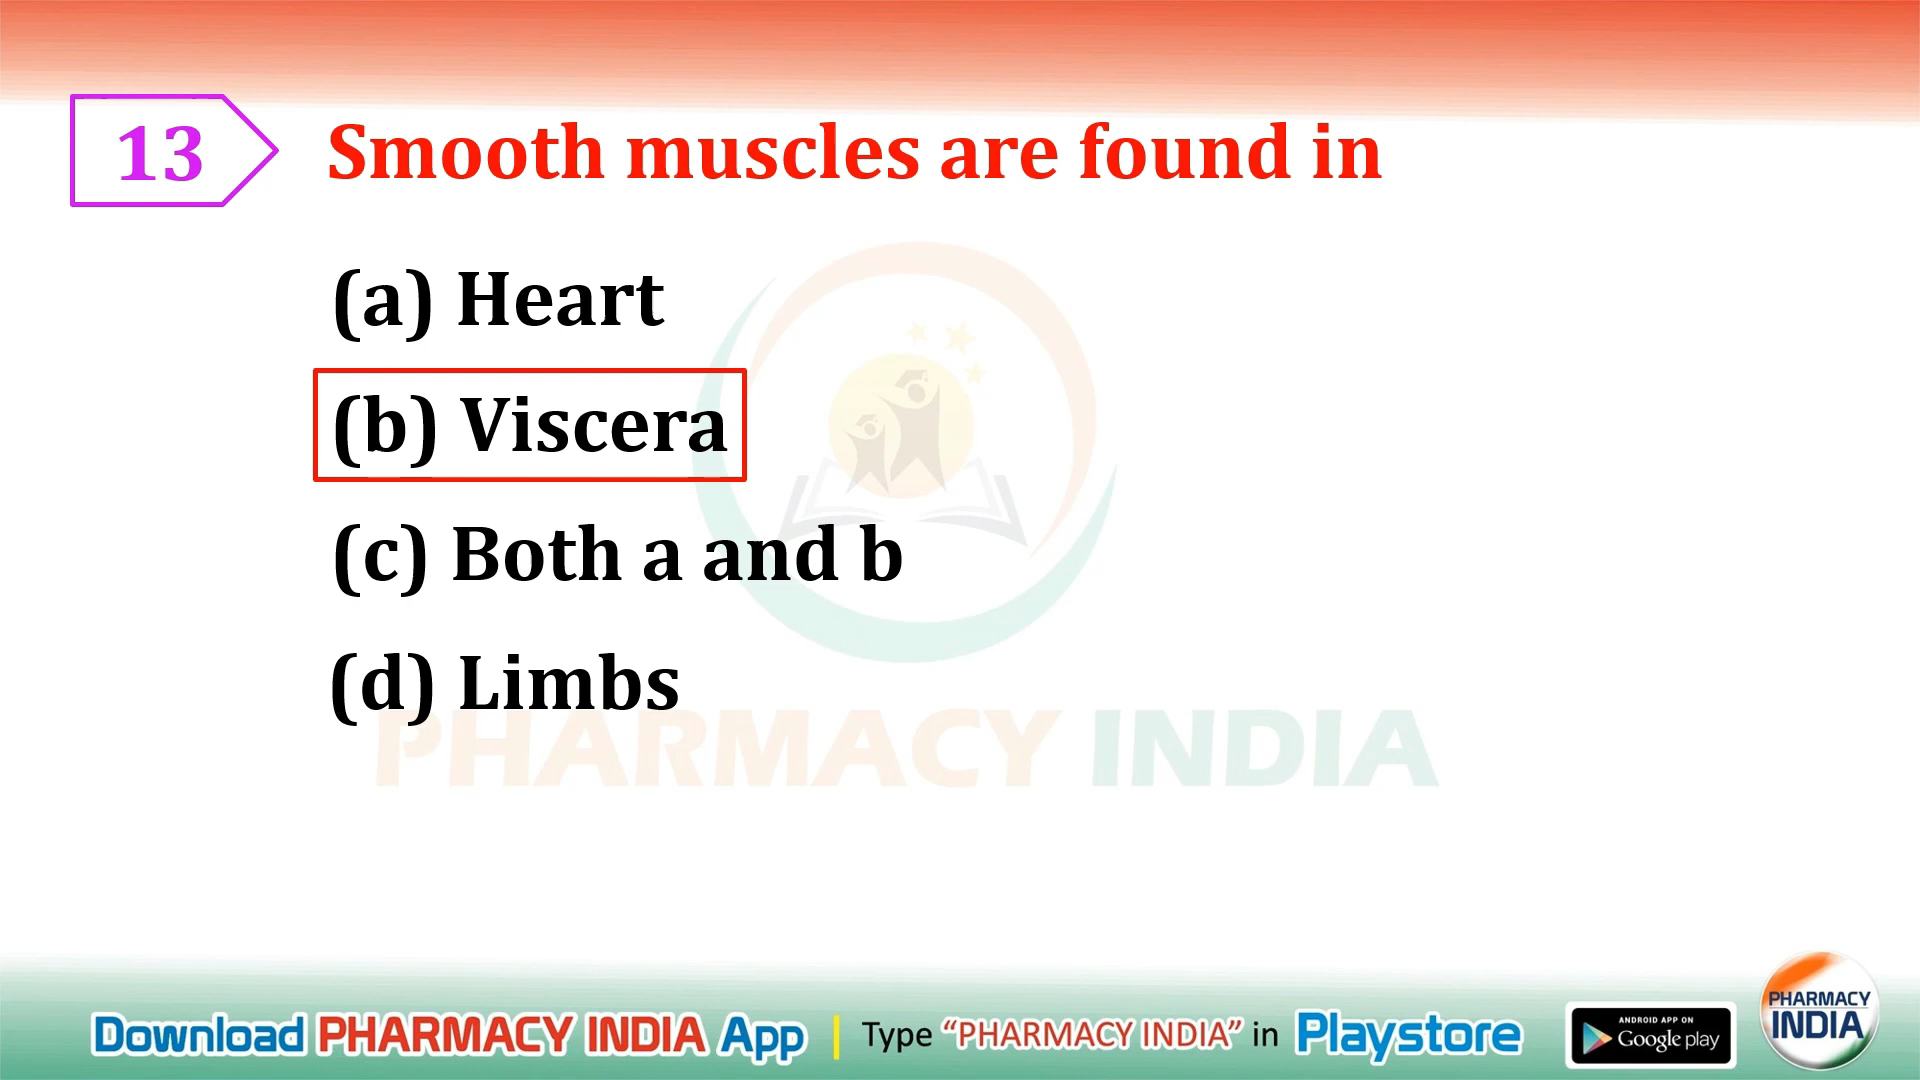 13 Smooth muscles are found in
(a) Heart
(b) Viscera
(c) Both a and b
(d) Limbs
PHARMACY INDIA
Download PHARMACY INDIA App | Type “PHARMACY INDIA” in Playstore
ANDROID APP ON
Google play
PHARMACY
INDIA